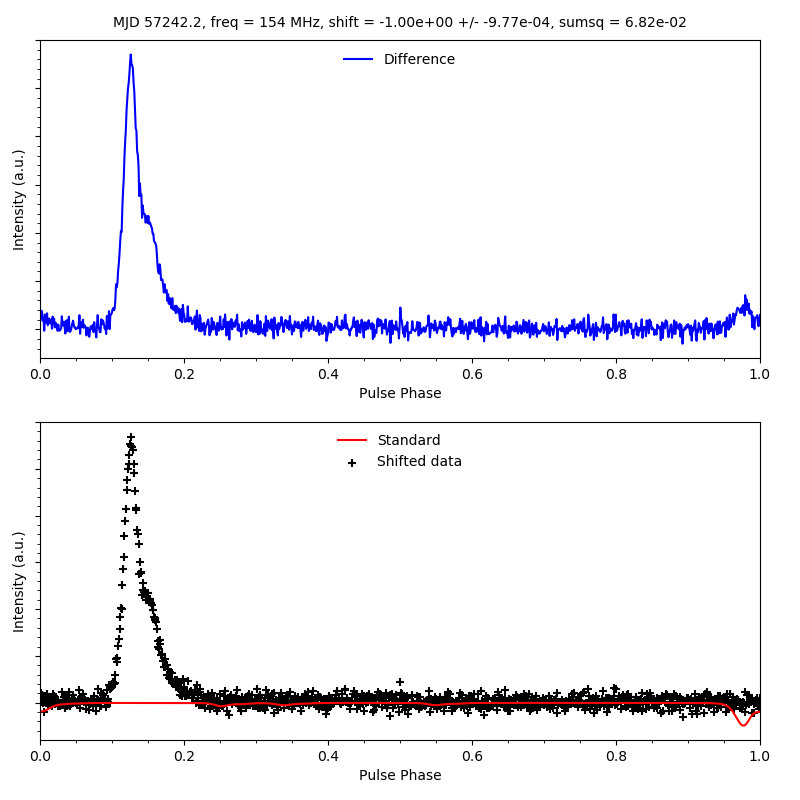 MJD 57242.2, freq = 154 MHz, shift = -1.00e+00 +/- -9.77e-04, sumsq = 6.82e-02
Difference
Intensity (a.u.)
0.0 0.2 0.4 0.6 0.8 1.0
Pulse Phase
Standard
Shifted data
Intensity (a.u.)
0.0 0.2 0.4 0.6 0.8 1.0
Pulse Phase